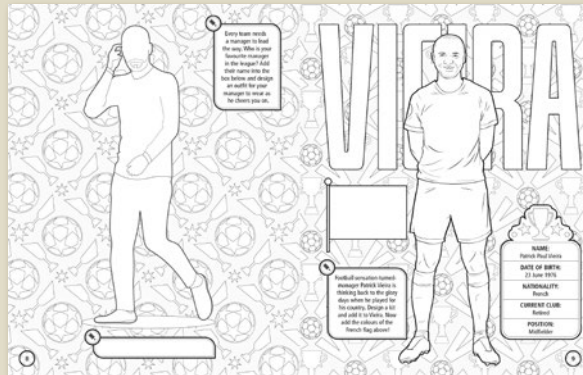 Every team needs
a manager to lead
the way. Who is your
favourite manager
in the league? Add
their name into the
box below and design
an outfit for your
manager to wear as
he cheers you on.
8
VIEIRA
Football sensation turned
manager Patrick Vieira is
thinking back to the glory
days when he played for
his country. Design a kit
and add it to Vieira. Now
add the colours of the
French flag above!
NAME:
Patrick Paul Vieira
DATE OF BIRTH:
23 June 1976
NATIONALITY:
French
CURRENT CLUB:
Retired
POSITION:
Midfielder
9